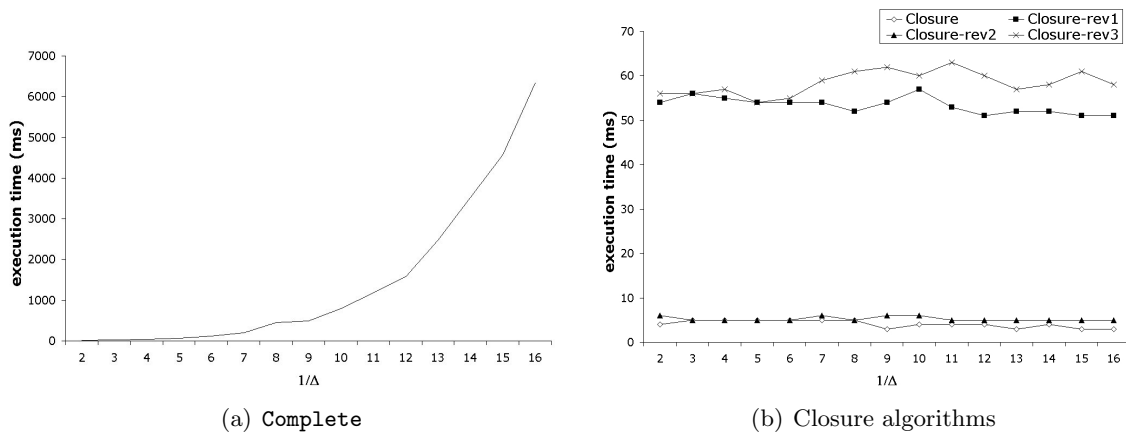 7000
6000
5000
4000
3000
2000
1000
0
execution time (ms)
2 3 4 5 6 7 8 9 10 11 12 13 14 15 16
1/Δ
(a) Complete
Closure Closure-rev1
Closure-rev2 Closure-rev3
70
60
50
40
30
20
10
0
execution time (ms)
2 3 4 5 6 7 8 9 10 11 12 13 14 15 16
1/Δ
(b) Closure algorithms